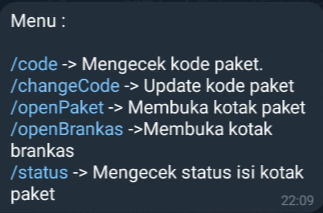 Menu :
/code -> Mengecek kode paket.
/changeCode -> Update kode paket
/openPaket -> Membuka kotak paket
/openBrankas ->Membuka kotak
brankas
/status -> Mengecek status isi kotak
paket
22:09